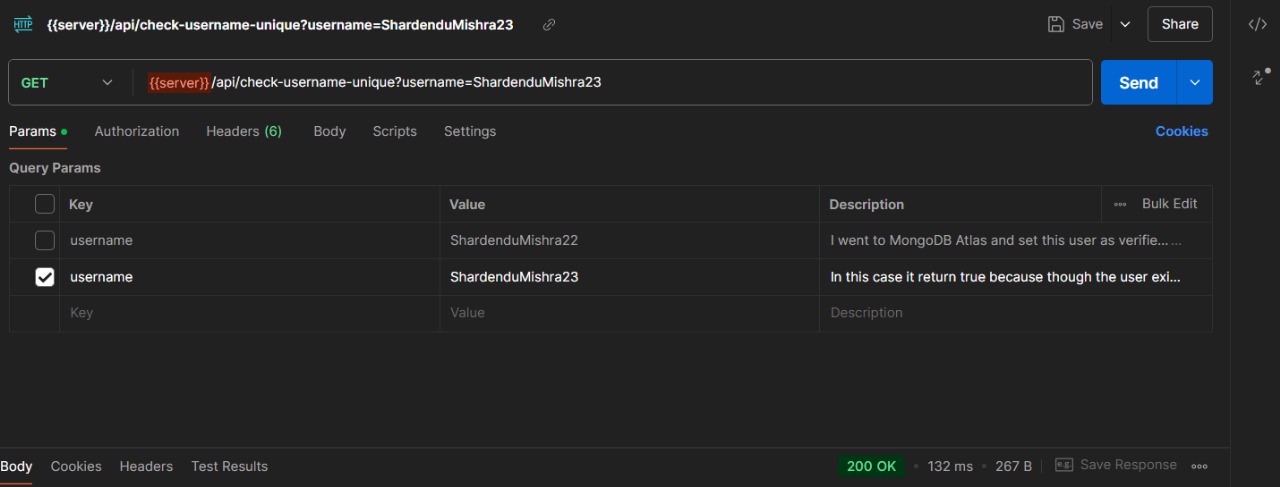 HTTP {{server}}/api/check-username-unique?username=ShardenduMishra23 Save Share
GET {{server}}/api/check-username-unique?username=ShardenduMishra23 Send
Params Authorization Headers (6) Body Scripts Settings Cookies
Query Params
Key Value Description Bulk Edit
username ShardenduMishra22 I went to MongoDB Atlas and set this user as verifie... ...
username ShardenduMishra23 In this case it return true because though the user exi...
Key Value Description
Body Cookies Headers Test Results 200 OK 132 ms 267 B e.g. Save Response